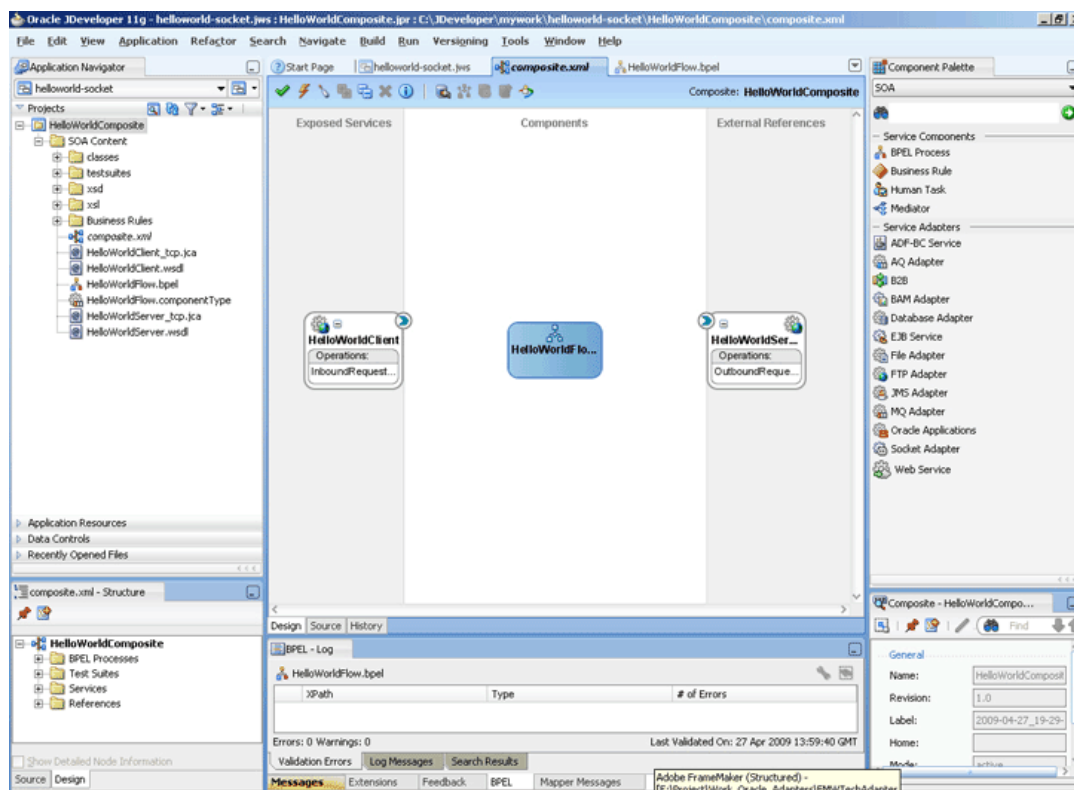 Oracle JDeveloper 11g - helloworld-socket.jws : HelloWorldComposite.jpr : C:\JDeveloper\mywork\helloworld-socket\HelloWorldComposite\composite.xml
File Edit View Application Refactor Search Navigate Build Run Versioning Tools Window Help
Application Navigator
helloworld-socket
Projects
HelloWorldComposite
SOA Content
classes
testsuites
xsd
xsl
Business Rules
composite.xml
HelloWorldClient_tcp.jca
HelloWorldClient.wsdl
HelloWorldFlow.bpel
HelloWorldFlow.componentType
HelloWorldServer_tcp.jca
HelloWorldServer.wsdl
Application Resources
Data Controls
Recently Opened Files
composite.xml - Structure
HelloWorldComposite
BPEL Processes
Test Suites
Services
References
Show Detailed Node Information
Source Design
Start Page helloworld-socket.jws composite.xml HelloWorldFlow.bpel
Composite: HelloWorldComposite
Exposed Services Components External References
HelloWorldClient
Operations:
InboundRequest...
HelloWorldFlo...
HelloWorldSer...
Operations:
OutboundReque...
Design Source History
BPEL - Log
HelloWorldFlow.bpel
XPath Type # of Errors
Errors: 0 Warnings: 0 Last Validated On: 27 Apr 2009 13:59:40 GMT
Validation Errors Log Messages Search Results
Messages Extensions Feedback BPEL Mapper Messages
Adobe FrameMaker (Structured) -
[E:\Project\Work_Oracle_Adapters\FMWTechAdapter
Component Palette
SOA
Service Components
BPEL Process
Business Rule
Human Task
Mediator
Service Adapters
ADF-BC Service
AQ Adapter
B2B
BAM Adapter
Database Adapter
EJB Service
File Adapter
FTP Adapter
JMS Adapter
MQ Adapter
Oracle Applications
Socket Adapter
Web Service
Composite - HelloWorldCompo...
Find
General
Name: HelloWorldComposit
Revision: 1.0
Label: 2009-04-27_19-29-
Home:
Mode: active